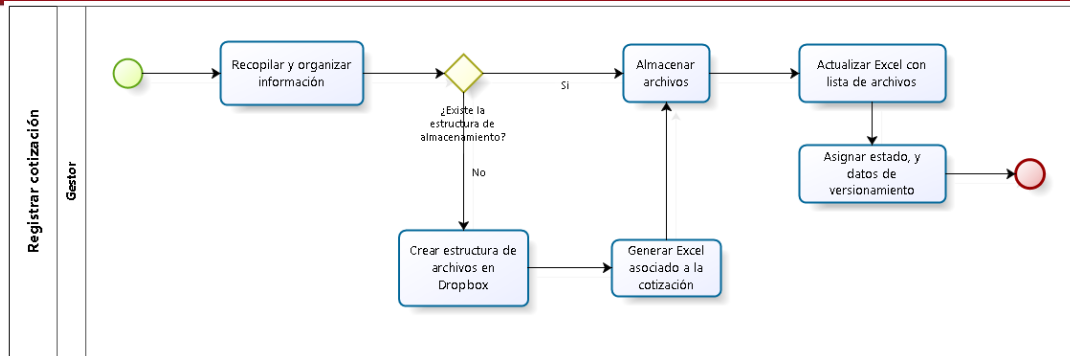 Registrar cotización
Gestor
Recopilar y organizar
información
¿Existe la
estructura de
almacenamiento?
Si
No
Crear estructura de
archivos en
Dropbox
Generar Excel
asociado a la
cotización
Almacenar
archivos
Actualizar Excel con
lista de archivos
Asignar estado, y
datos de
versionamiento